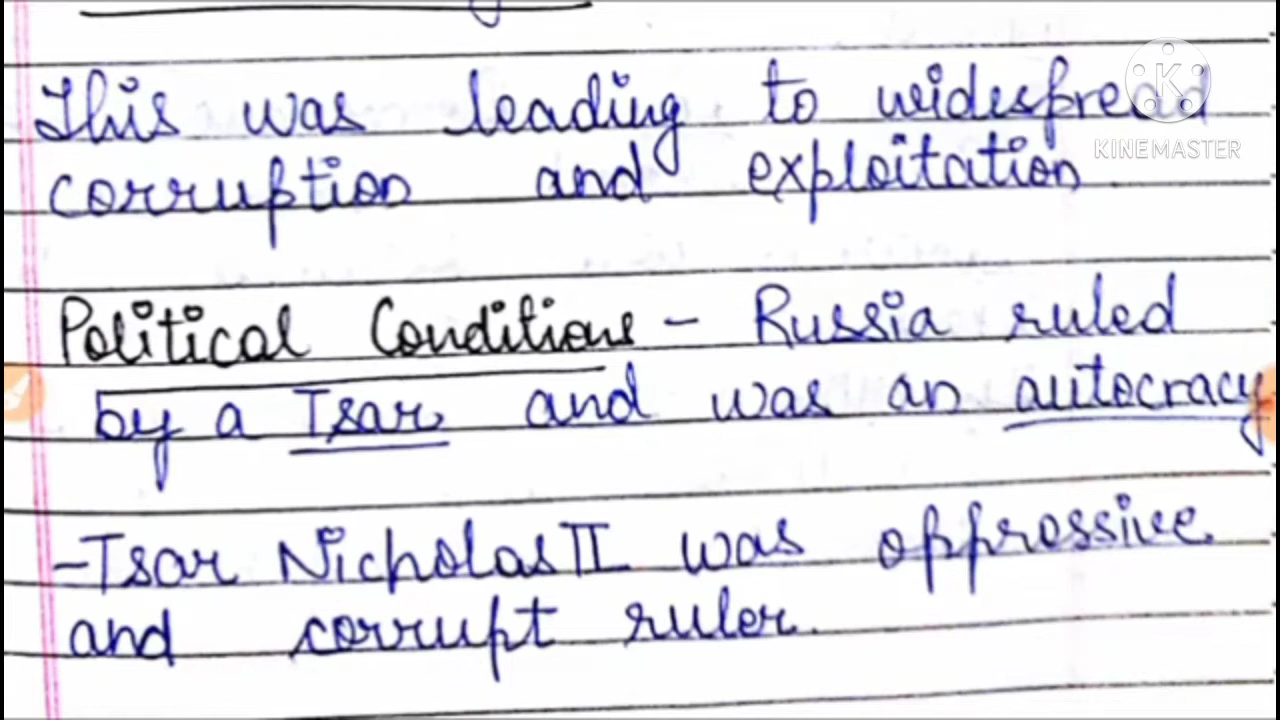 This was leading to widespread
corruption and exploitation
Political Conditions - Russia ruled
by a Tsar and was an autocracy
- Tsar Nicholas II was oppressive
and corrupt ruler.
K
KINEMASTER